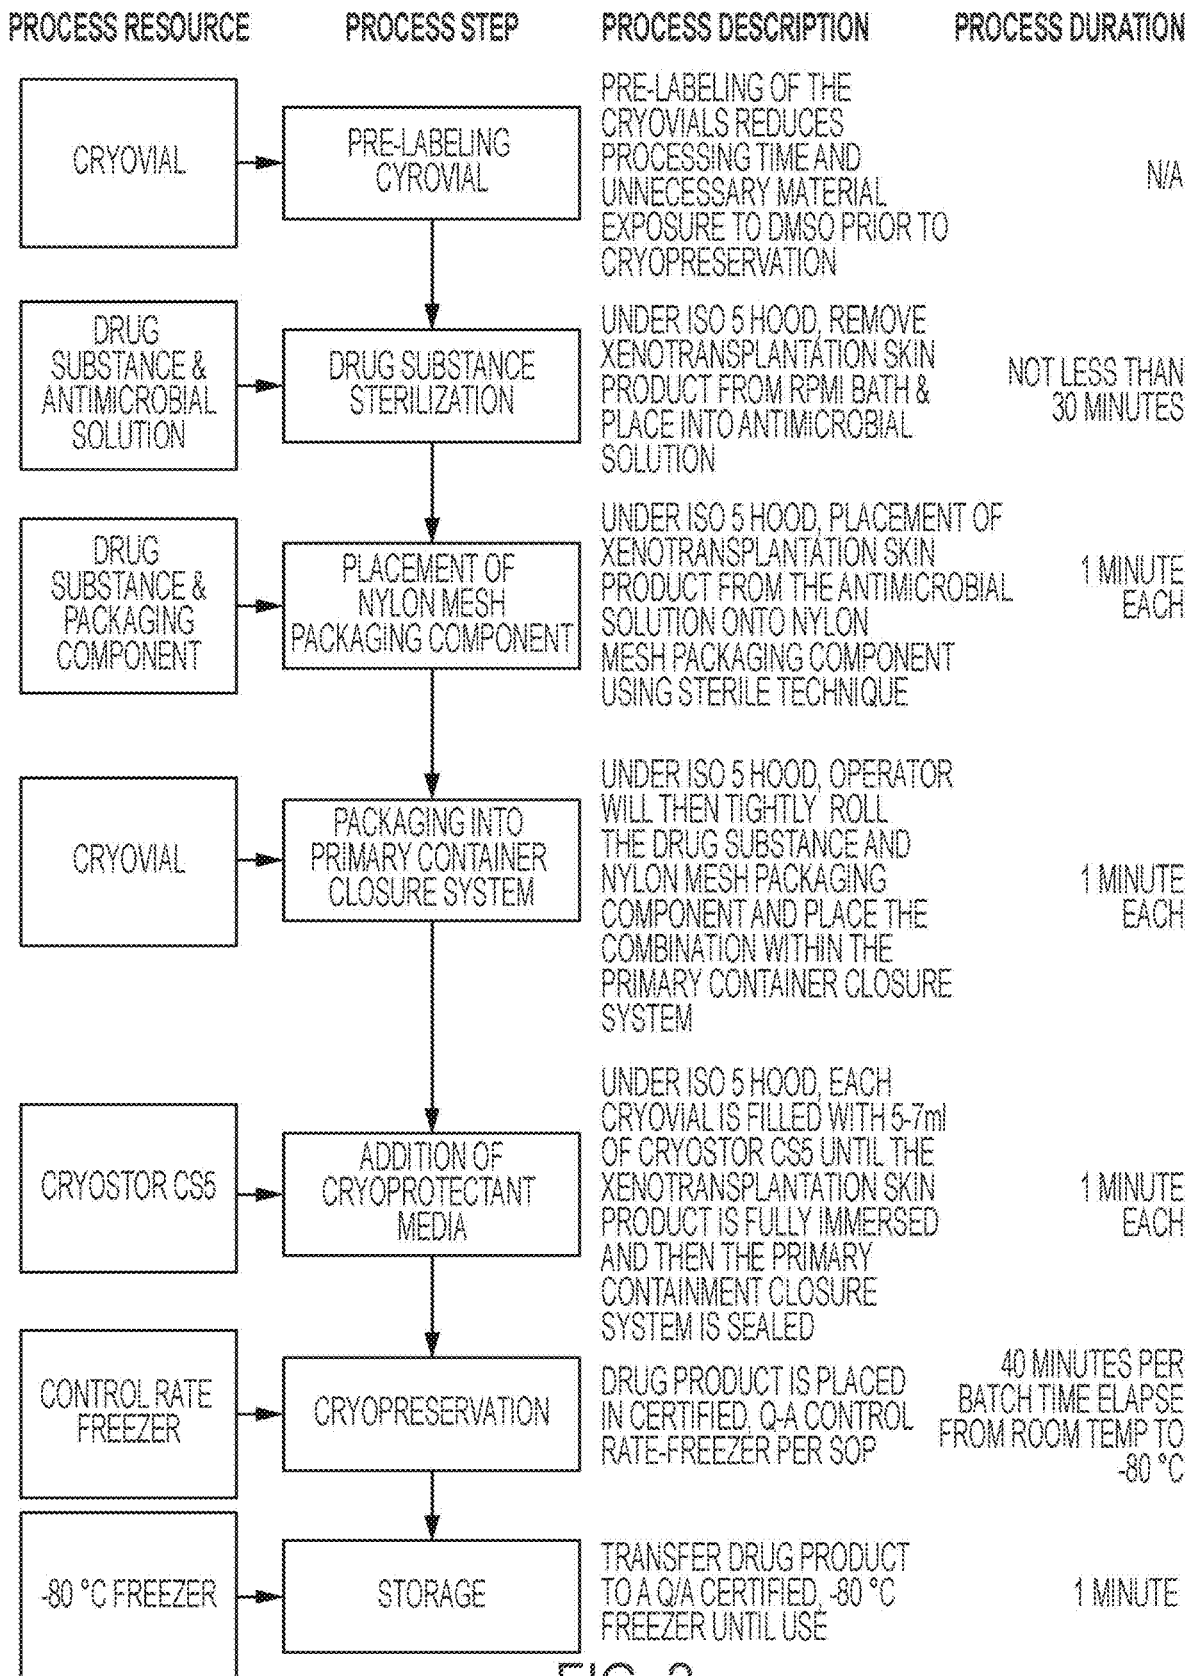 PROCESS RESOURCE
PROCESS STEP
PROCESS DESCRIPTION
PROCESS DURATION
CRYOVIAL
PRE-LABELING
CYROVIAL
PRE-LABELING OF THE
CRYOVIALS REDUCES
PROCESSING TIME AND
UNNECESSARY MATERIAL
EXPOSURE TO DMSO PRIOR TO
CRYOPRESERVATION
N/A
DRUG
SUBSTANCE &
ANTIMICROBIAL
SOLUTION
DRUG SUBSTANCE
STERILIZATION
UNDER ISO 5 HOOD, REMOVE
XENOTRANSPLANTATION SKIN
PRODUCT FROM RPMI BATH &
PLACE INTO ANTIMICROBIAL
SOLUTION
NOT LESS THAN
30 MINUTES
DRUG
SUBSTANCE &
PACKAGING
COMPONENT
PLACEMENT OF
NYLON MESH
PACKAGING COMPONENT
UNDER ISO 5 HOOD, PLACEMENT OF
XENOTRANSPLANTATION SKIN
PRODUCT FROM THE ANTIMICROBIAL
SOLUTION ONTO NYLON
MESH PACKAGING COMPONENT
USING STERILE TECHNIQUE
1 MINUTE
EACH
CRYOVIAL
PACKAGING INTO
PRIMARY CONTAINER
CLOSURE SYSTEM
UNDER ISO 5 HOOD, OPERATOR
WILL THEN TIGHTLY ROLL
THE DRUG SUBSTANCE AND
NYLON MESH PACKAGING
COMPONENT AND PLACE THE
COMBINATION WITHIN THE
PRIMARY CONTAINER CLOSURE
SYSTEM
1 MINUTE
EACH
CRYOSTOR CS5
ADDITION OF
CRYOPROTECTANT
MEDIA
UNDER ISO 5 HOOD, EACH
CRYOVIAL IS FILLED WITH 5-7ml
OF CRYOSTOR CS5 UNTIL THE
XENOTRANSPLANTATION SKIN
PRODUCT IS FULLY IMMERSED
AND THEN THE PRIMARY
CONTAINMENT CLOSURE
SYSTEM IS SEALED
1 MINUTE
EACH
CONTROL RATE
FREEZER
CRYOPRESERVATION
DRUG PRODUCT IS PLACED
IN CERTIFIED, Q-A CONTROL
RATE-FREEZER PER SOP
40 MINUTES PER
BATCH TIME ELAPSE
FROM ROOM TEMP TO
-80 °C
-80 °C FREEZER
STORAGE
TRANSFER DRUG PRODUCT
TO A Q/A CERTIFIED, -80 °C
FREEZER UNTIL USE
1 MINUTE